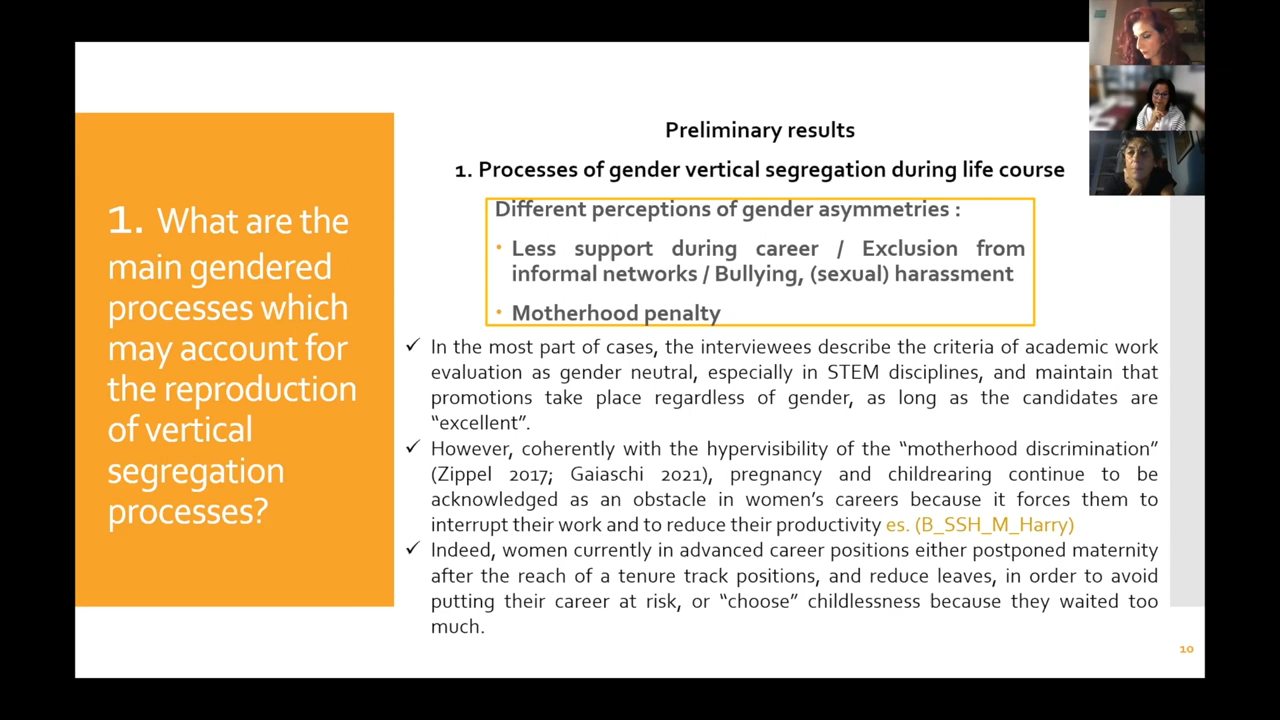 1. What are the
main gendered
processes which
may account for
the reproduction
of vertical
segregation
processes?
Preliminary results
1. Processes of gender vertical segregation during life course
Different perceptions of gender asymmetries :
• Less support during career / Exclusion from
informal networks / Bullying, (sexual) harassment
• Motherhood penalty
✓ In the most part of cases, the interviewees describe the criteria of academic work
evaluation as gender neutral, especially in STEM disciplines, and maintain that
promotions take place regardless of gender, as long as the candidates are
“excellent”.
✓ However, coherently with the hypervisibility of the “motherhood discrimination”
(Zippel 2017; Gaiaschi 2021), pregnancy and childrearing continue to be
acknowledged as an obstacle in women’s careers because it forces them to
interrupt their work and to reduce their productivity es. (B_SSH_M_Harry)
✓ Indeed, women currently in advanced career positions either postponed maternity
after the reach of a tenure track positions, and reduce leaves, in order to avoid
putting their career at risk, or “choose” childlessness because they waited too
much.
10